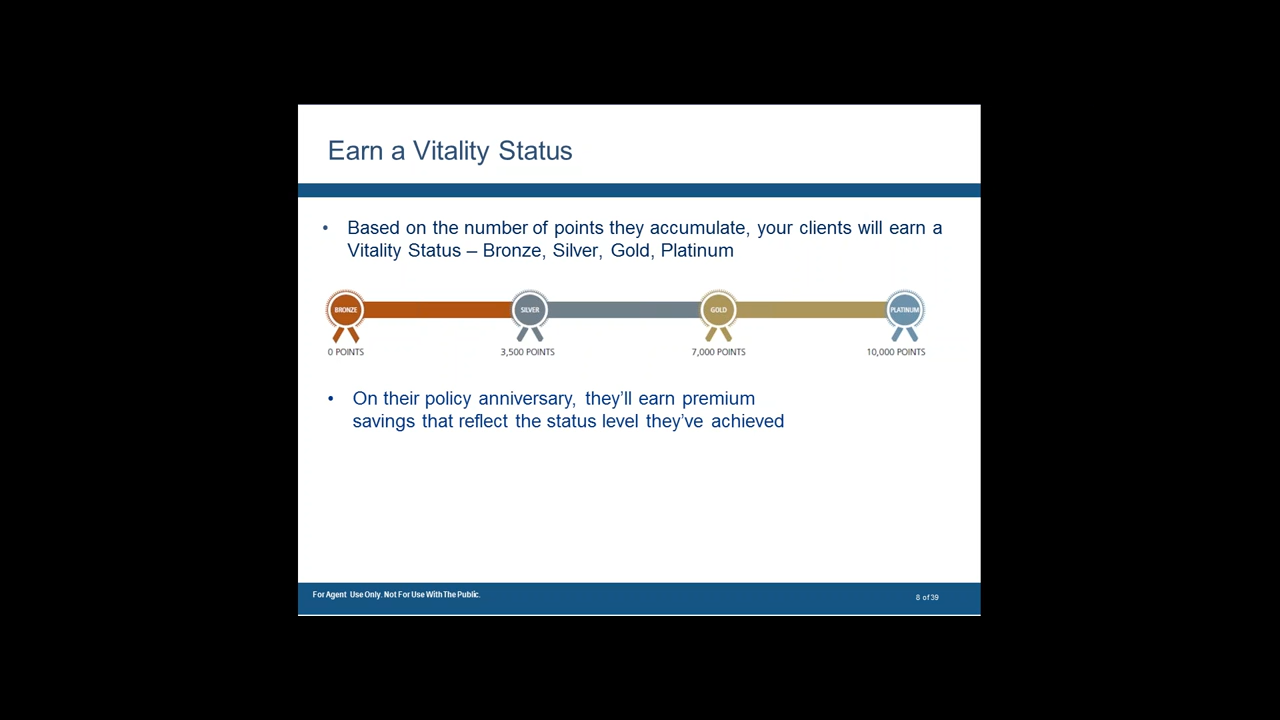 Earn a Vitality Status
• Based on the number of points they accumulate, your clients will earn a
Vitality Status – Bronze, Silver, Gold, Platinum
BRONZE SILVER GOLD PLATINUM
0 POINTS 3,500 POINTS 7,000 POINTS 10,000 POINTS
• On their policy anniversary, they’ll earn premium
savings that reflect the status level they’ve achieved
For Agent Use Only. Not For Use With The Public.
8 of 39